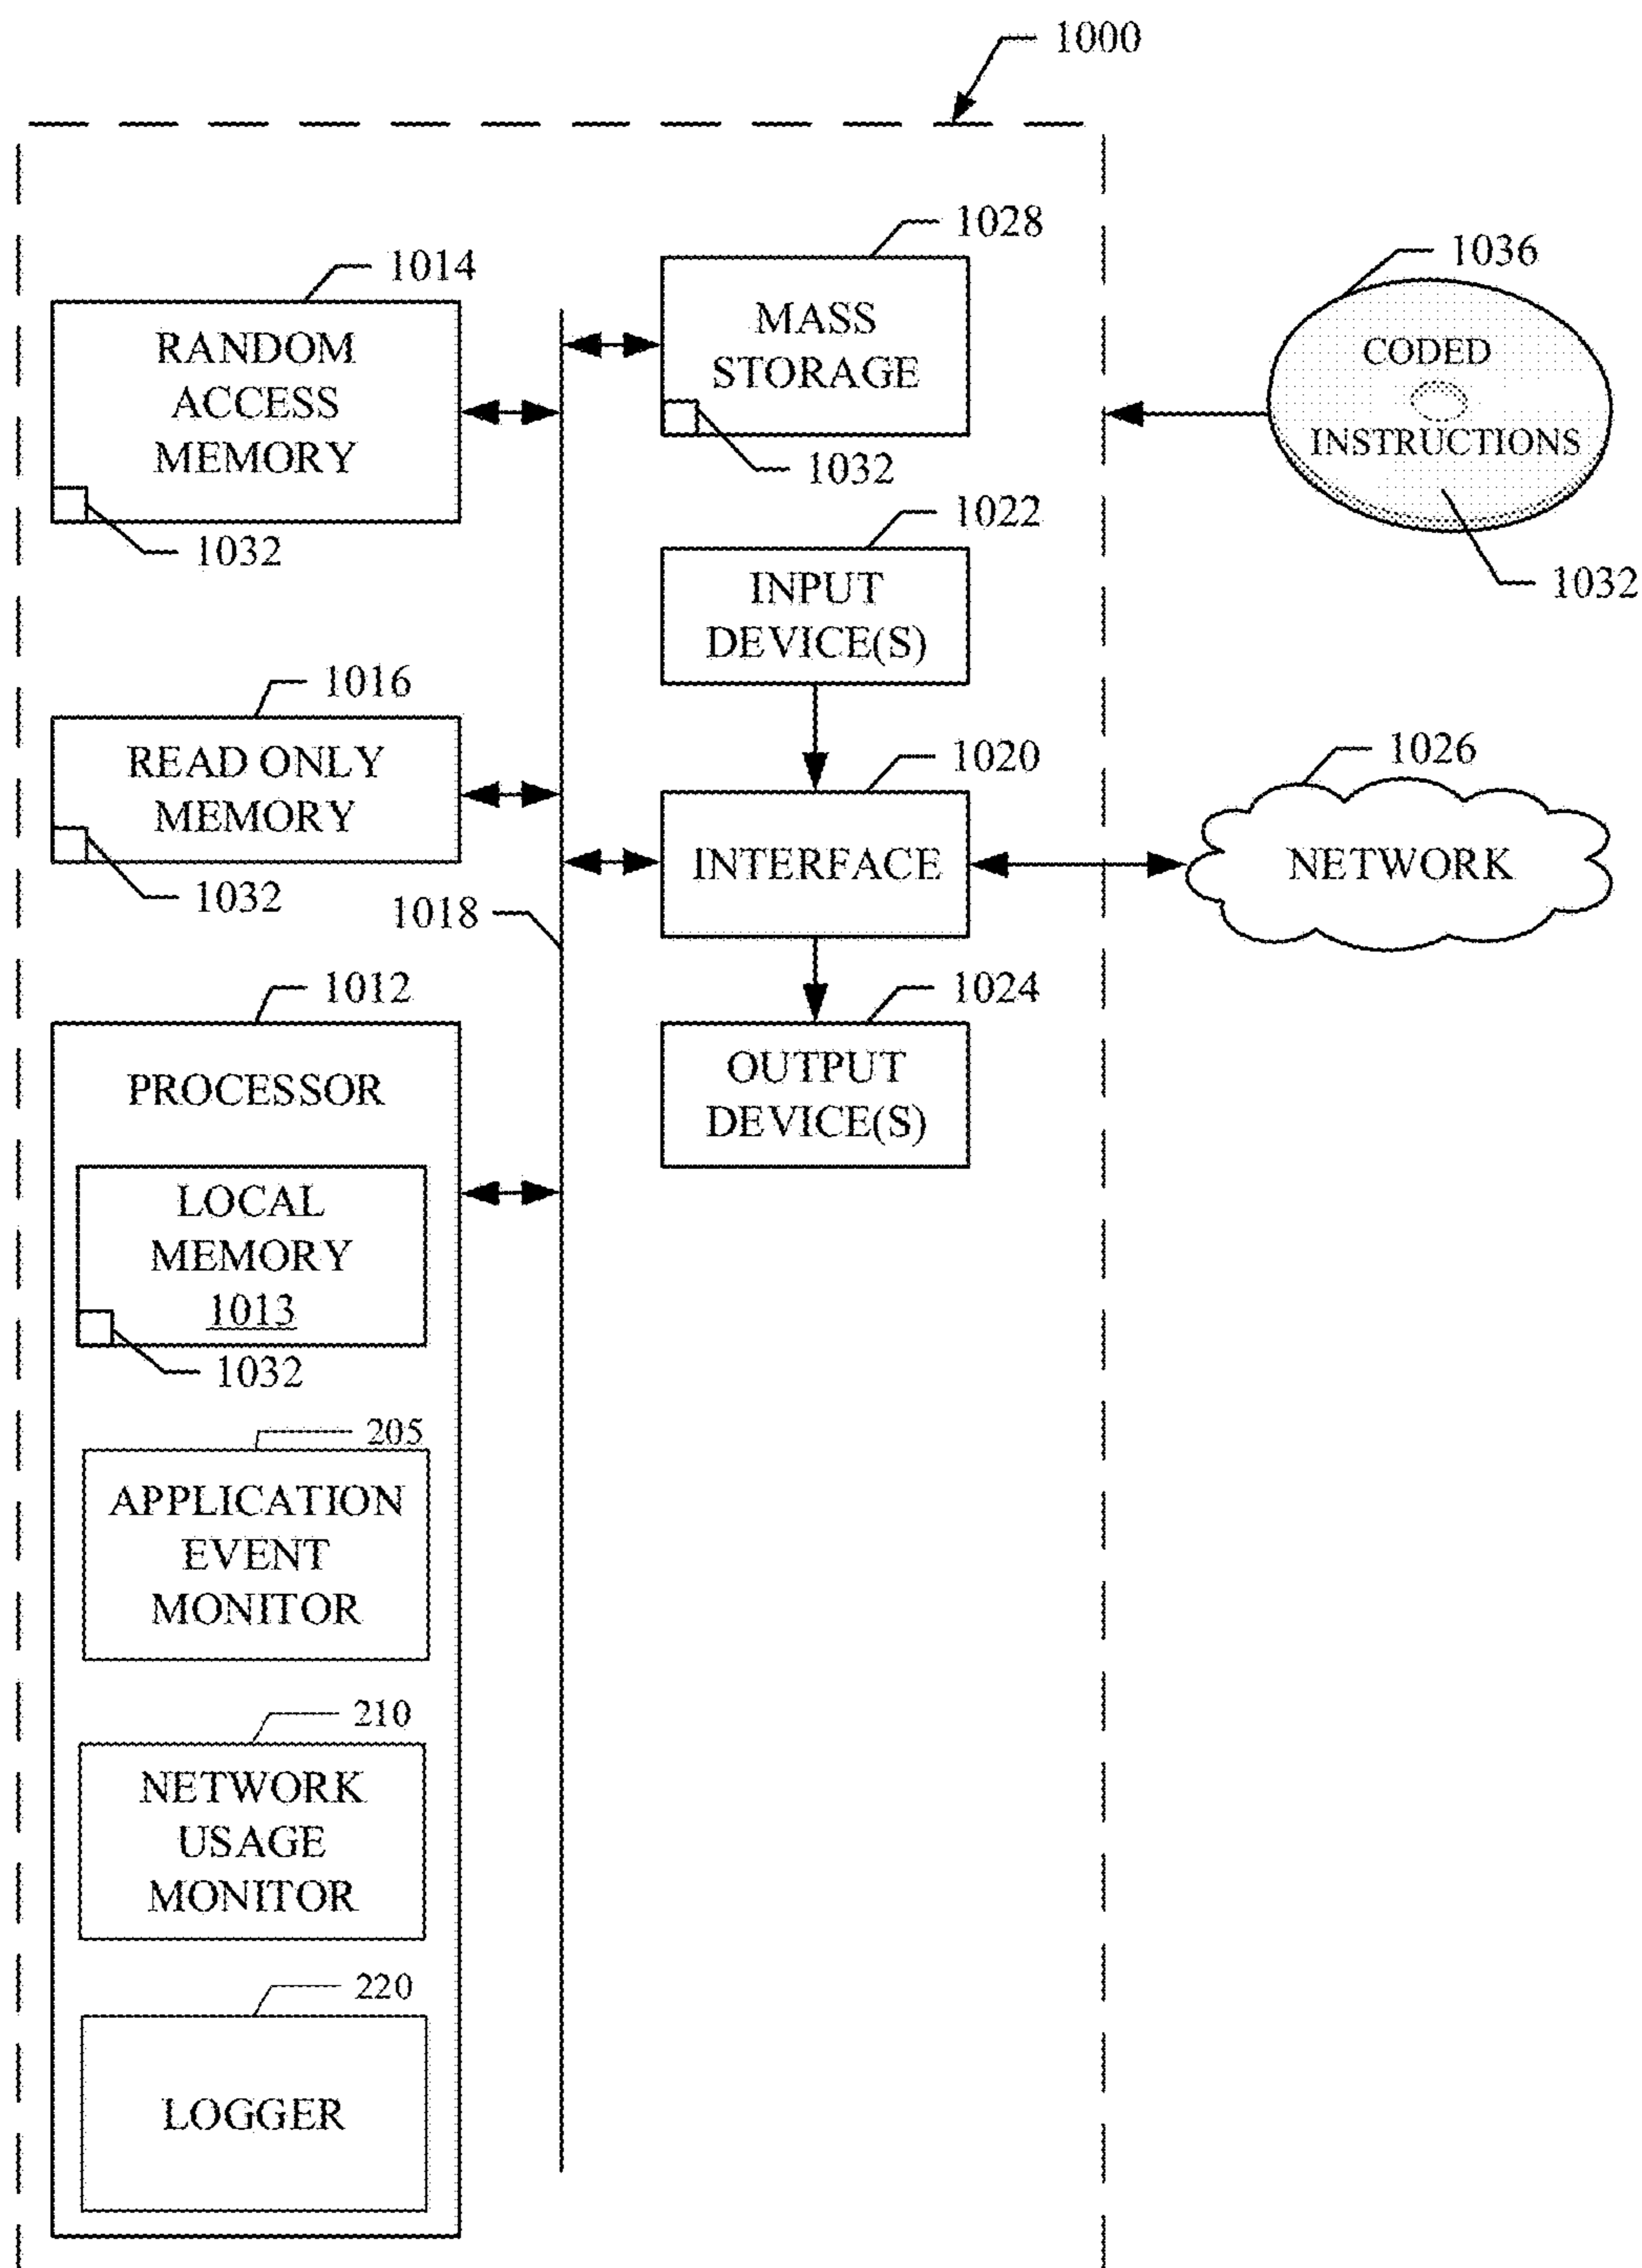 1000
1014
RANDOM
ACCESS
MEMORY
1032
1028
MASS
STORAGE
1032
1036
CODED
INSTRUCTIONS
1032
1022
INPUT
DEVICE(S)
1016
READ ONLY
MEMORY
1032
1018
1020
INTERFACE
1026
NETWORK
1024
OUTPUT
DEVICE(S)
1012
PROCESSOR
LOCAL
MEMORY
1013
1032
205
APPLICATION
EVENT
MONITOR
210
NETWORK
USAGE
MONITOR
220
LOGGER